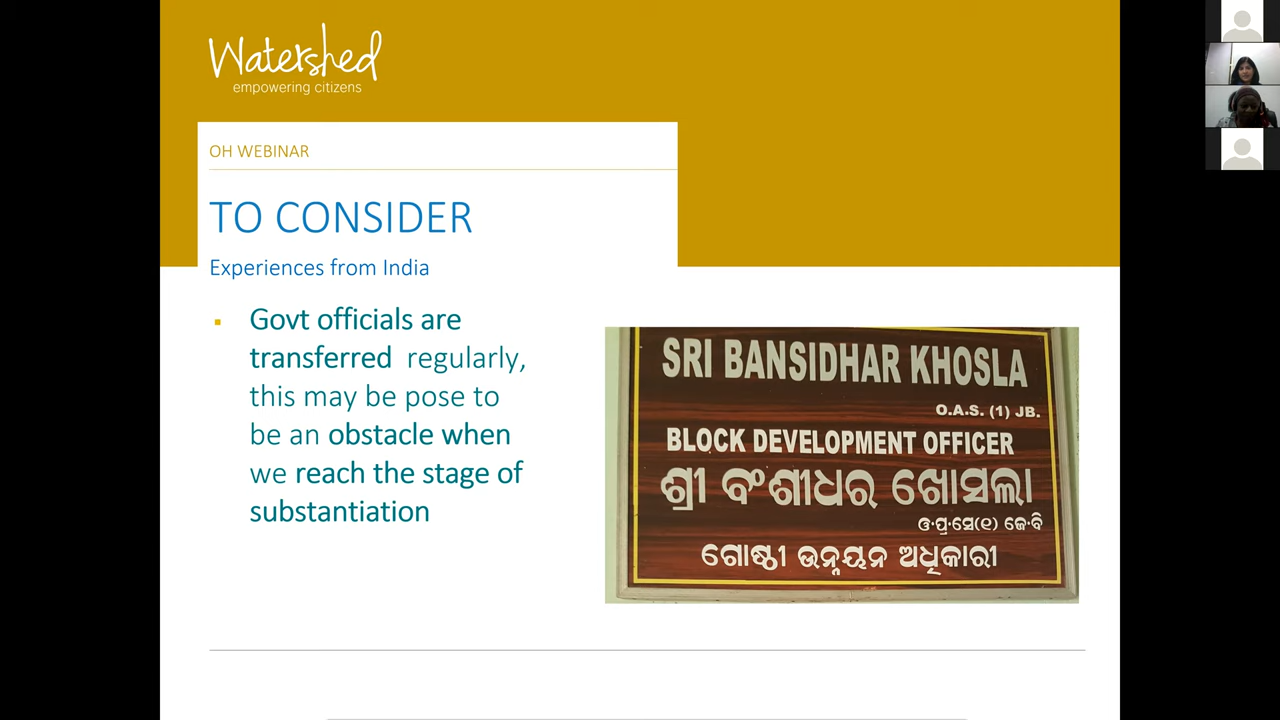 Watershed
empowering citizens
OH WEBINAR
TO CONSIDER
Experiences from India
Govt officials are
transferred regularly,
this may be pose to
be an obstacle when
we reach the stage of
substantiation
SRI BANSIDHAR KHOSLA
O.A.S. (1) JB.
BLOCK DEVELOPMENT OFFICER
ଶ୍ରୀ ବଂଶୀଧର ଖୋସଲା
ଓ.ପ୍ର.ସେ(୧) ଜେ.ବି
ଗୋଷ୍ଠୀ ଉନ୍ନୟନ ଅଧିକାରୀ